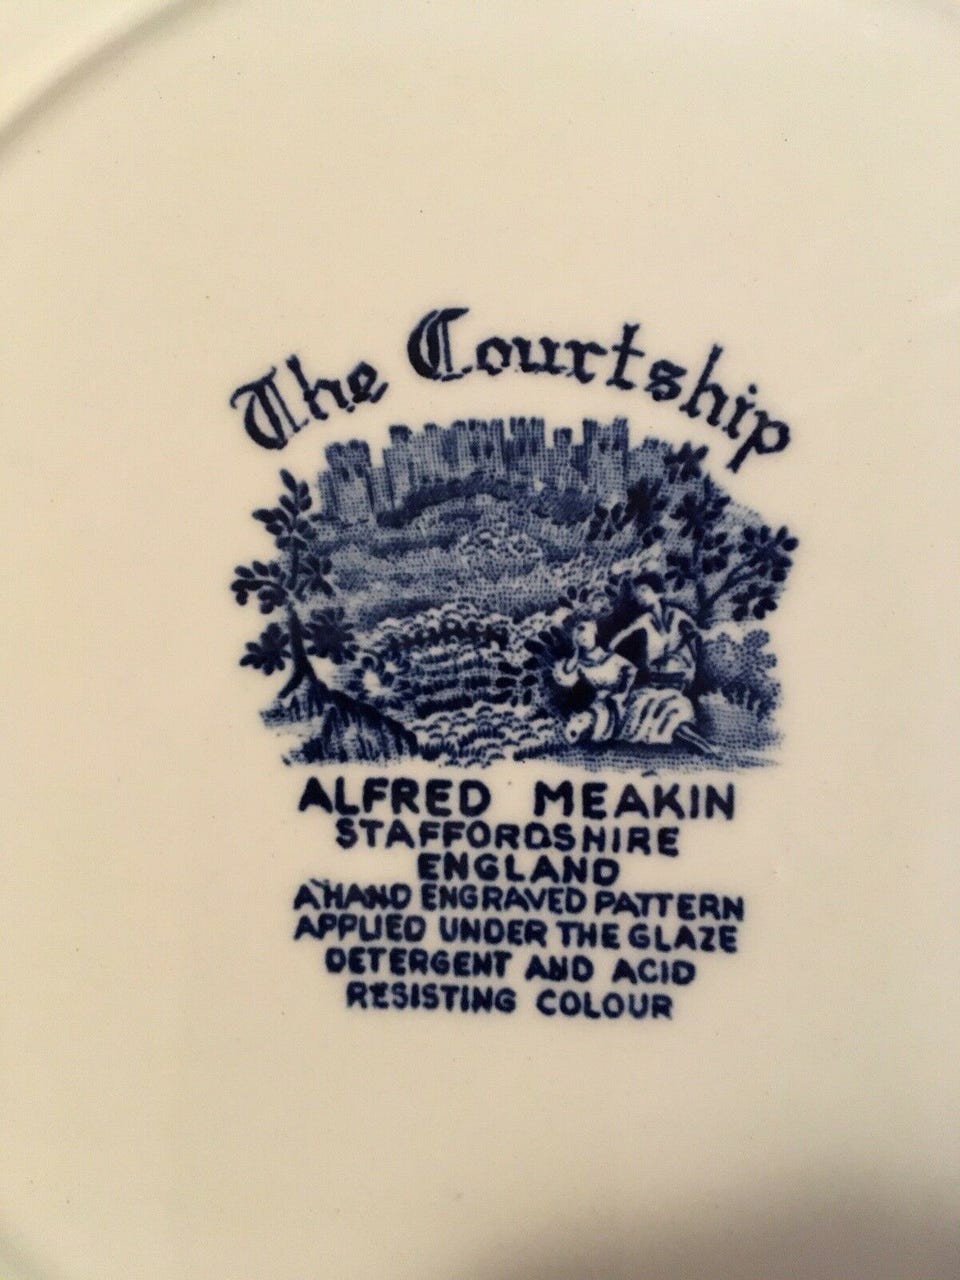 The Courtship
ALFRED MEAKIN
STAFFORDSHIRE
ENGLAND
A HAND ENGRAVED PATTERN
APPLIED UNDER THE GLAZE
DETERGENT AND ACID
RESISTING COLOUR